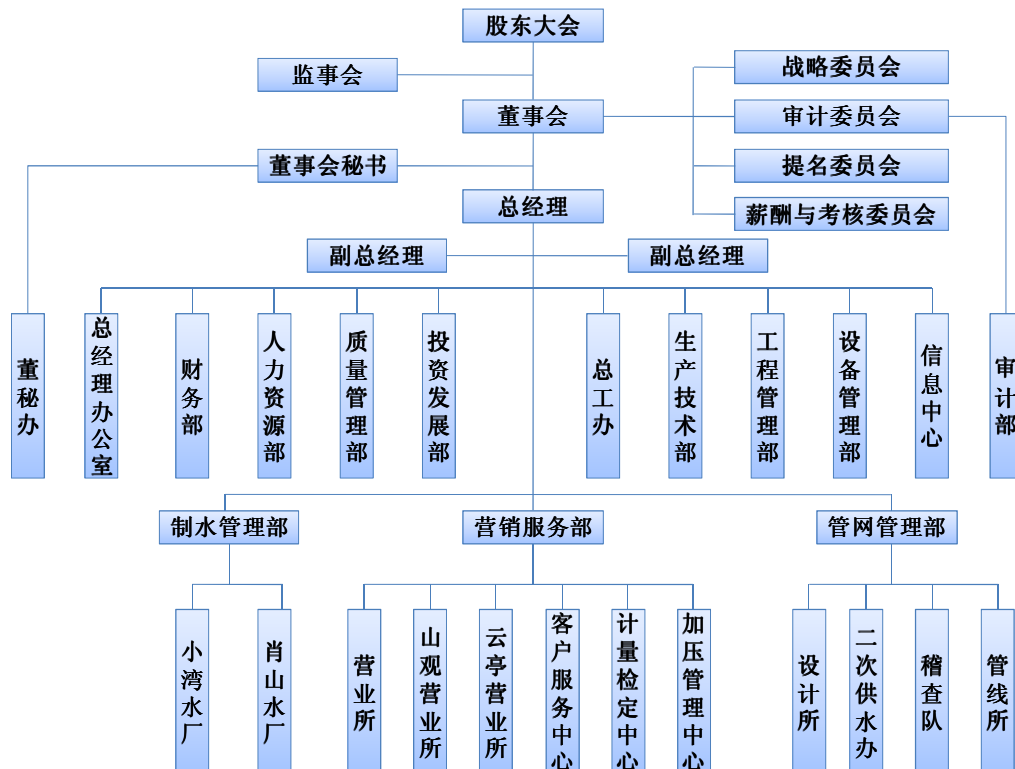 股东大会
监事会
战略委员会
董事会
审计委员会
董事会秘书
提名委员会
总经理
薪酬与考核委员会
副总经理
副总经理
董秘办
总经理办公室
财务部
人力资源部
质量管理部
投资发展部
总工办
生产技术部
工程管理部
设备管理部
信息中心
审计部
制水管理部
营销服务部
管网管理部
小湾水厂
肖山水厂
营业所
山观营业所
云亭营业所
客户服务中心
计量检定中心
加压管理中心
设计所
二次供水办
稽查队
管线所